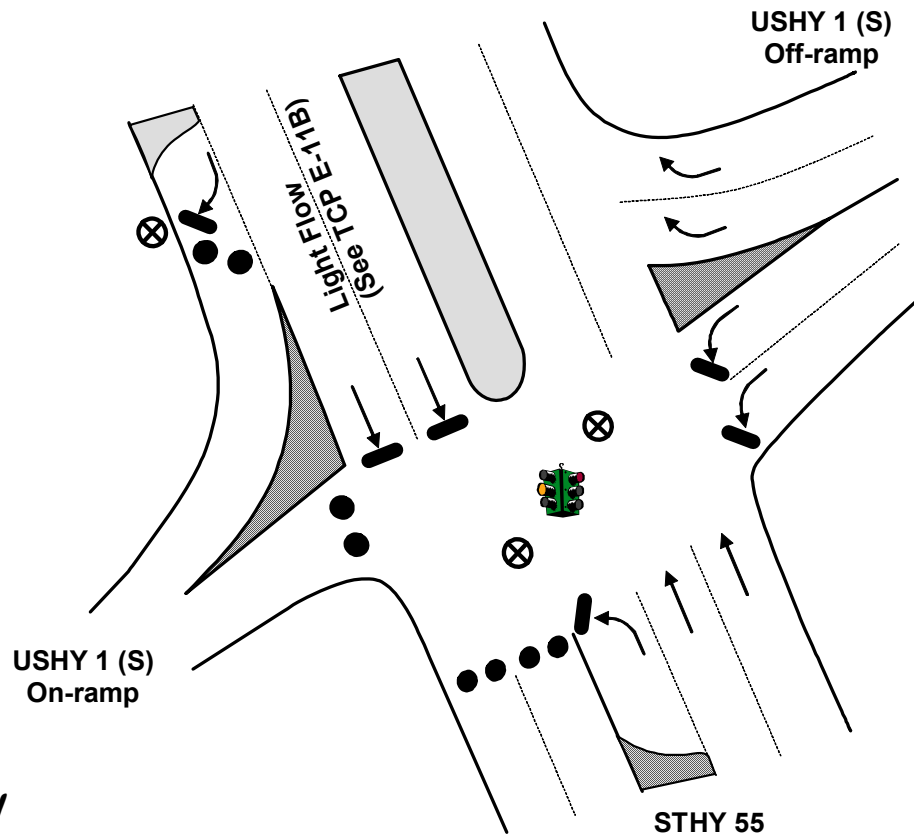 USHY 1 (S)
Off-ramp
Light Flow
(See TCP E-11B)
USHY 1 (S)
On-ramp
STHY 55